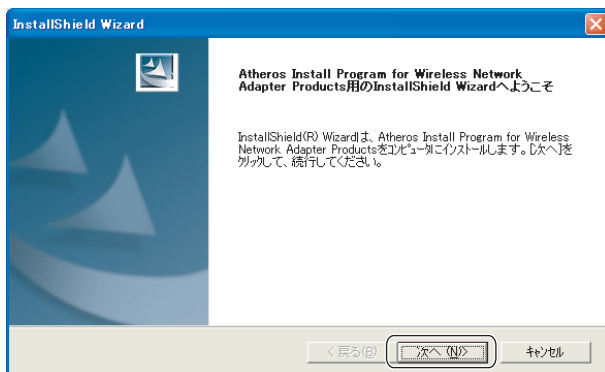 InstallShield Wizard
Atheros Install Program for Wireless Network
Adapter Products用のInstallShield Wizardへようこそ
InstallShield(R) Wizardは、Atheros Install Program for Wireless
Network Adapter Productsをｺﾝﾋﾟｭｰﾀにｲﾝｽﾄｰﾙします。[次へ]を
ｸﾘｯｸして、続行してください。
< 戻る(B)
次へ (N)>
ｷｬﾝｾﾙ